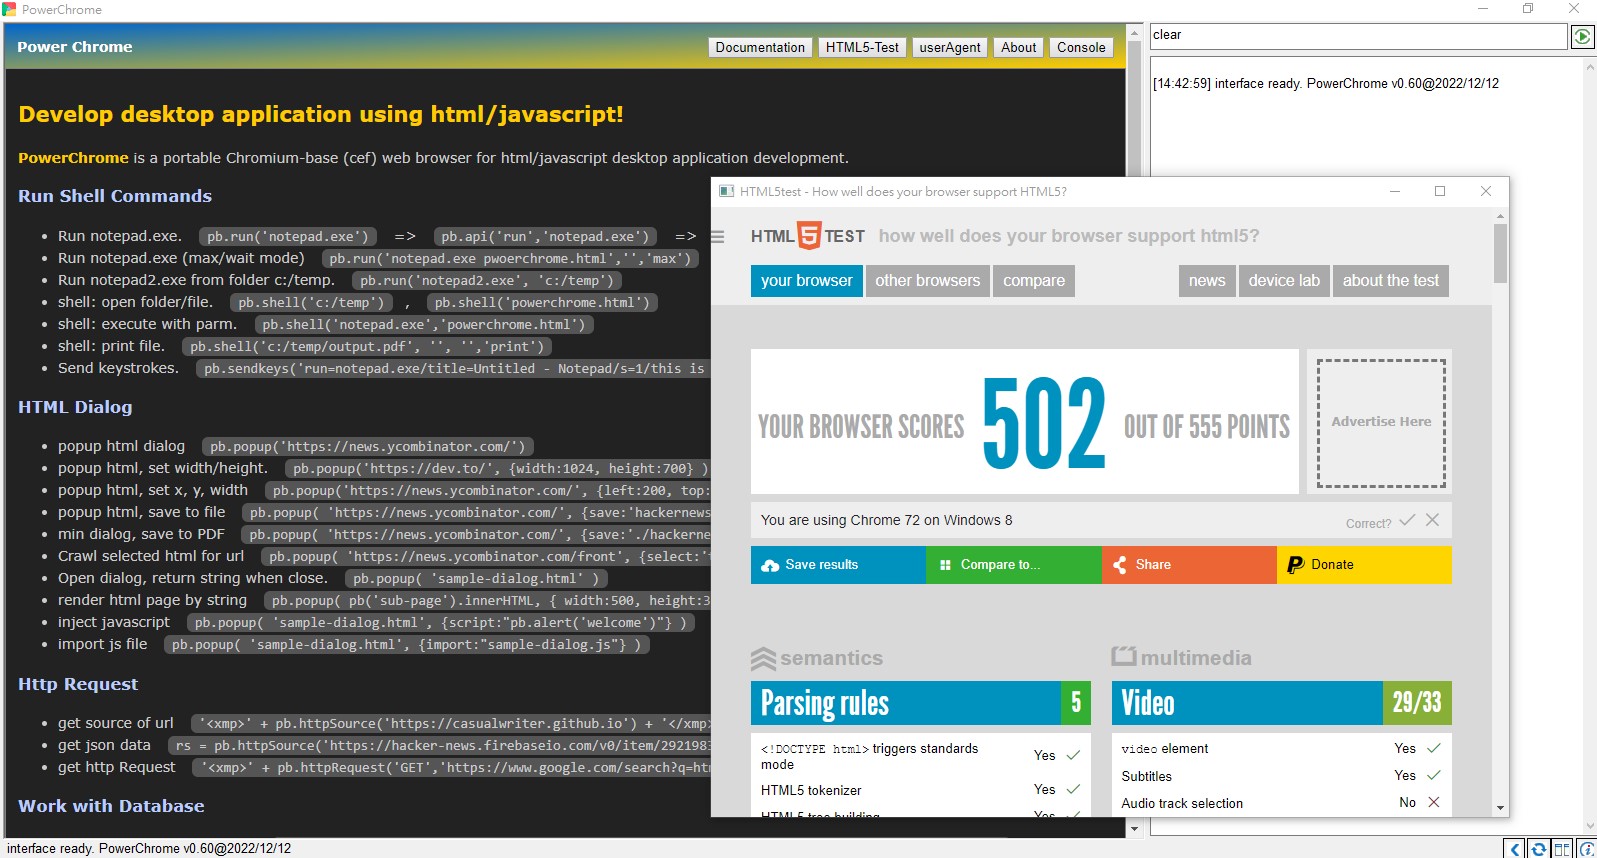 PowerChrome
Power Chrome
Documentation HTML5-Test userAgent About Console
Develop desktop application using html/javascript!
PowerChrome is a portable Chromium-base (cef) web browser for html/javascript desktop application development.
Run Shell Commands
• Run notepad.exe. pb.run('notepad.exe') => pb.api('run','notepad.exe') =>
• Run notepad.exe (max/wait mode) pb.run('notepad.exe pwoerchrome.html','','max')
• Run notepad2.exe from folder c:/temp. pb.run('notepad2.exe', 'c:/temp')
• shell: open folder/file. pb.shell('c:/temp') , pb.shell('powerchrome.html')
• shell: execute with parm. pb.shell('notepad.exe','powerchrome.html')
• shell: print file. pb.shell('c:/temp/output.pdf', '', '','print')
• Send keystrokes. pb.sendkeys('run=notepad.exe/title=Untitled - Notepad/s=1/this is
HTML Dialog
• popup html dialog pb.popup('https://news.ycombinator.com/')
• popup html, set width/height. pb.popup('https://dev.to/', {width:1024, height:700} )
• popup html, set x, y, width pb.popup('https://news.ycombinator.com/', {left:200, top:
• popup html, save to file pb.popup( 'https://news.ycombinator.com/', {save:'hackernews
• min dialog, save to PDF pb.popup( 'https://news.ycombinator.com/', {save:'./hackerne
• Crawl selected html for url pb.popup( 'https://news.ycombinator.com/front', {select:'
• Open dialog, return string when close. pb.popup( 'sample-dialog.html' )
• render html page by string pb.popup( pb('sub-page').innerHTML, { width:500, height:3
• inject javascript pb.popup( 'sample-dialog.html', {script:"pb.alert('welcome')"} )
• import js file pb.popup( 'sample-dialog.html', {import:"sample-dialog.js"} )
Http Request
• get source of url '<xmp>' + pb.httpSource('https://casualwriter.github.io') + '</xmp>
• get json data rs = pb.httpSource('https://hacker-news.firebaseio.com/v0/item/2921983
• get http Request '<xmp>' + pb.httpRequest('GET','https://www.google.com/search?q=htm
Work with Database
interface ready. PowerChrome v0.60@2022/12/12
clear
[14:42:59] interface ready. PowerChrome v0.60@2022/12/12
HTML5test - How well does your browser support HTML5?
HTML 5 TEST how well does your browser support html5?
your browser other browsers compare news device lab about the test
YOUR BROWSER SCORES 502 OUT OF 555 POINTS
Advertise Here
You are using Chrome 72 on Windows 8 Correct?
Save results Compare to... Share Donate
semantics
Parsing rules 5
<!DOCTYPE html> triggers standards mode Yes
HTML5 tokenizer Yes
HTML5 tree building Yes
multimedia
Video 29/33
video element Yes
Subtitles Yes
Audio track selection No